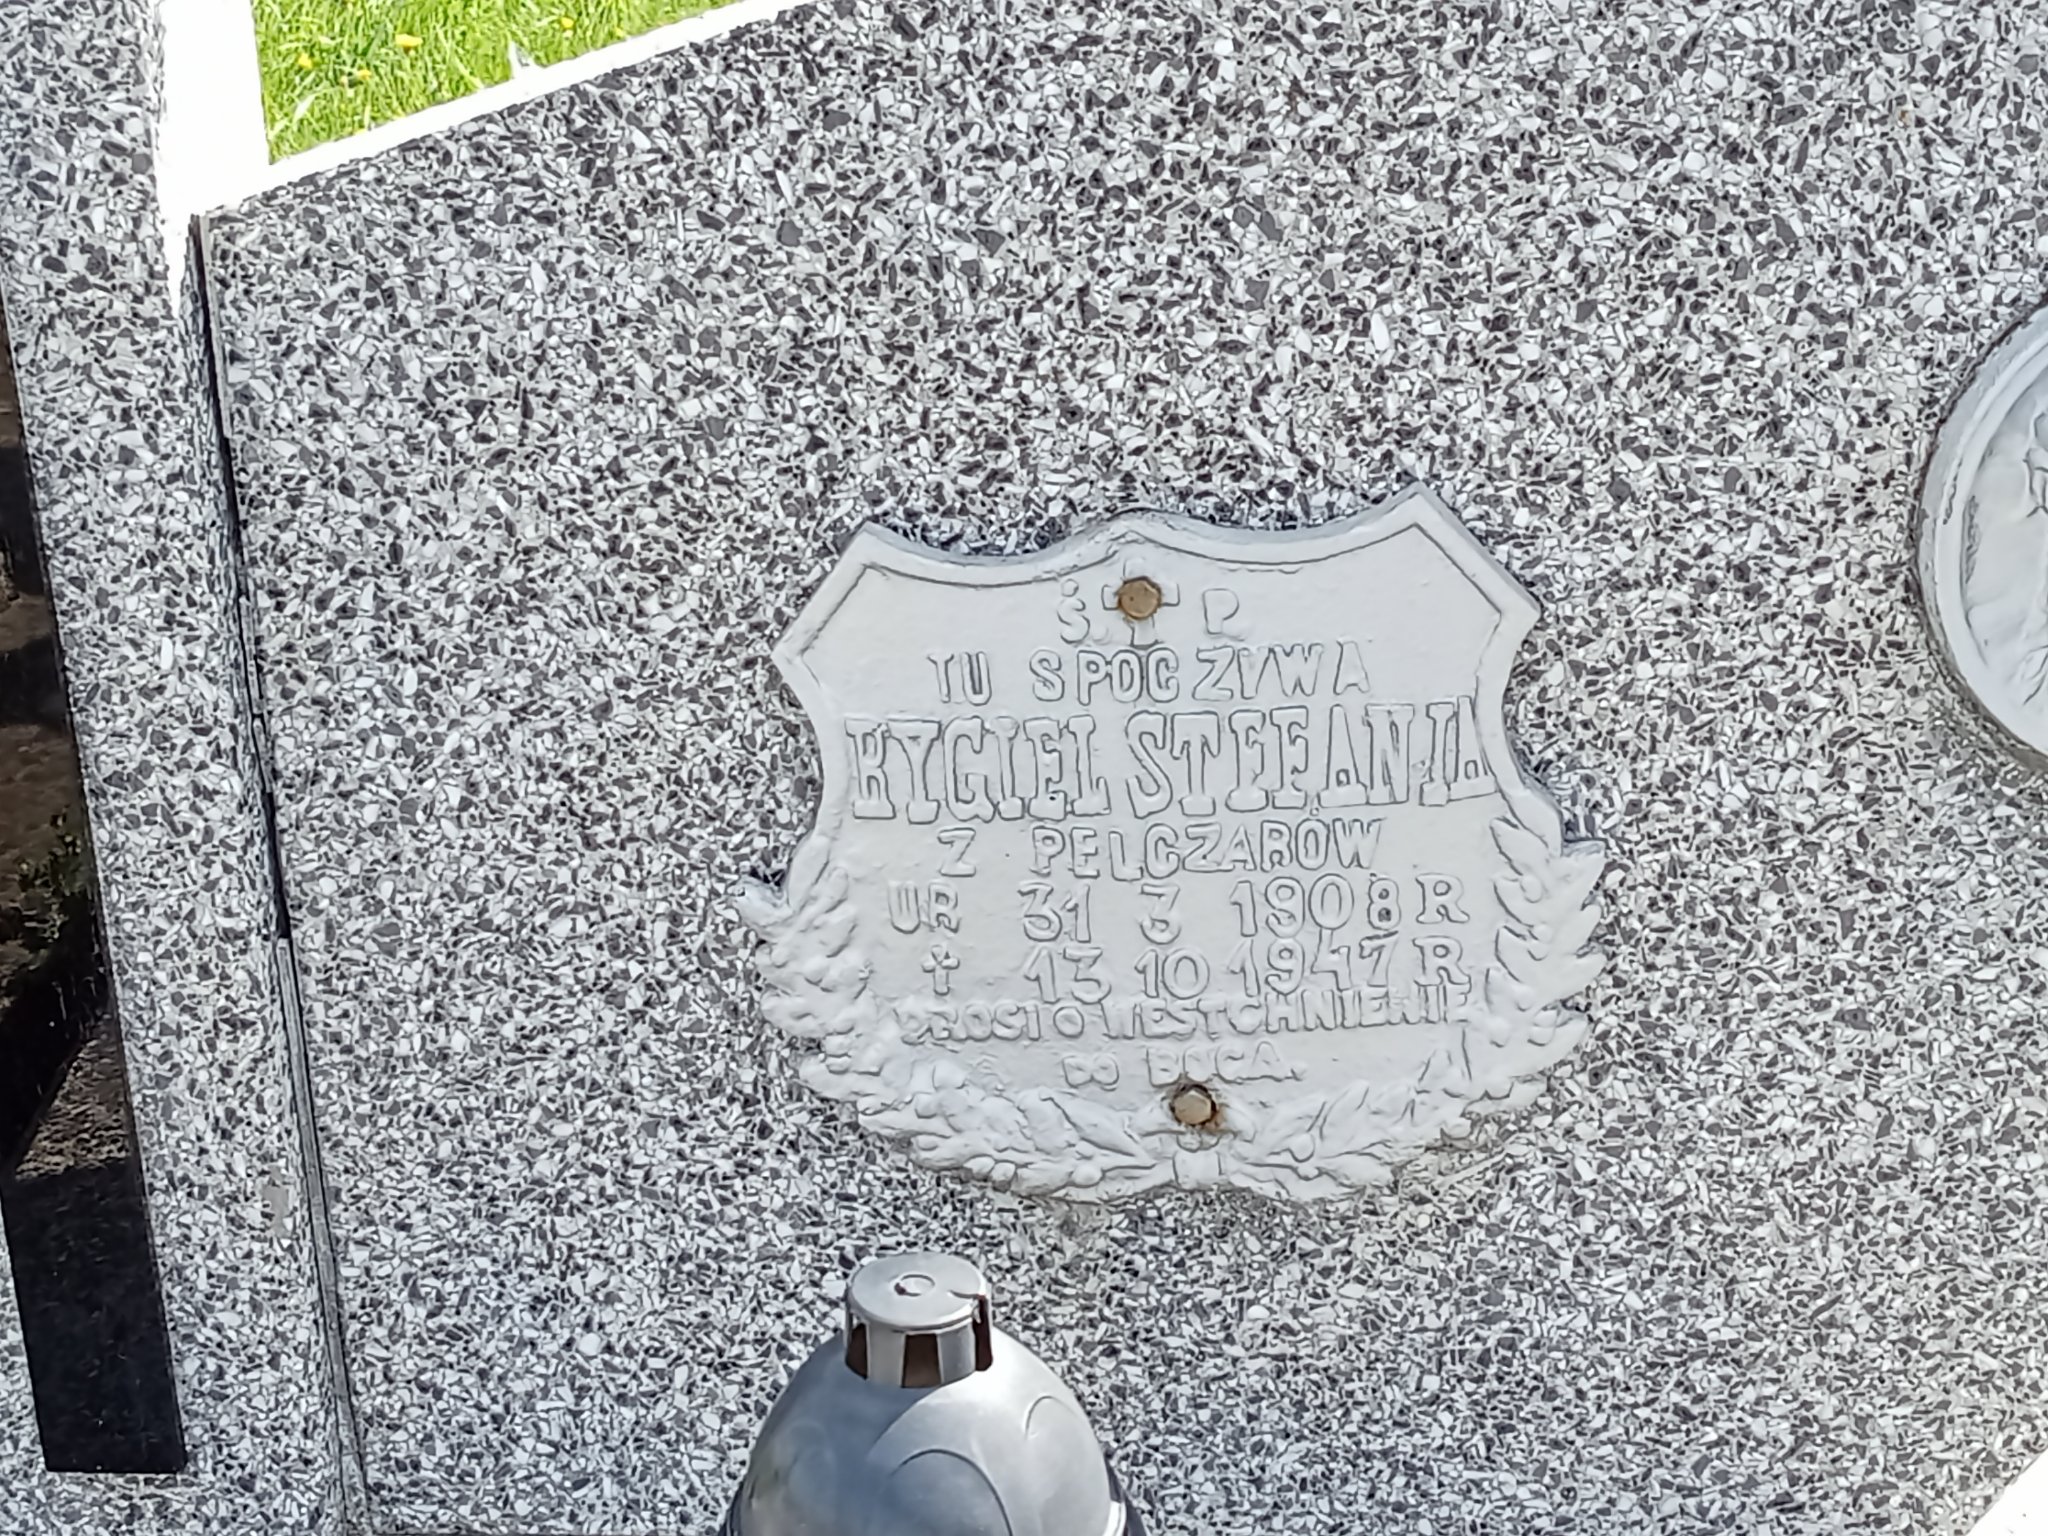 Ś. † P.
TU SPOCZYWA
RYGIEL STEFANIA
Z PELCZARÓW
UR 31 3 1908 R
† 13 10 1947 R
PROSI O WESTCHNIENIE
DO BOGA.